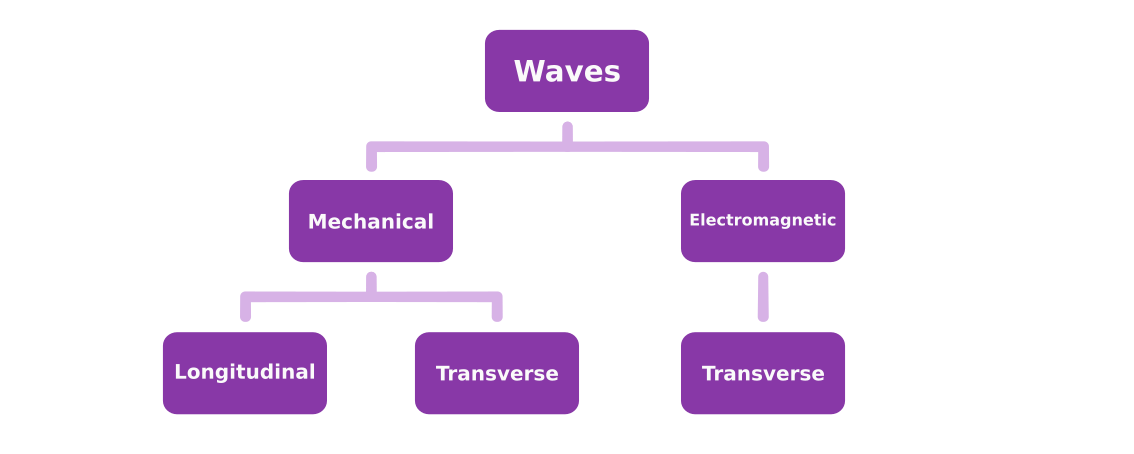 Waves
Mechanical
Electromagnetic
Longitudinal
Transverse
Transverse